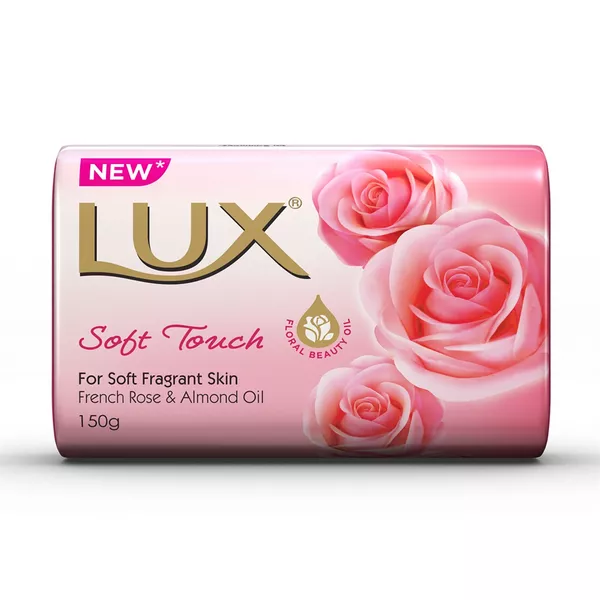 NEW*
LUX®
Soft Touch
FLORAL BEAUTY OIL
For Soft Fragrant Skin
French Rose & Almond Oil
150g